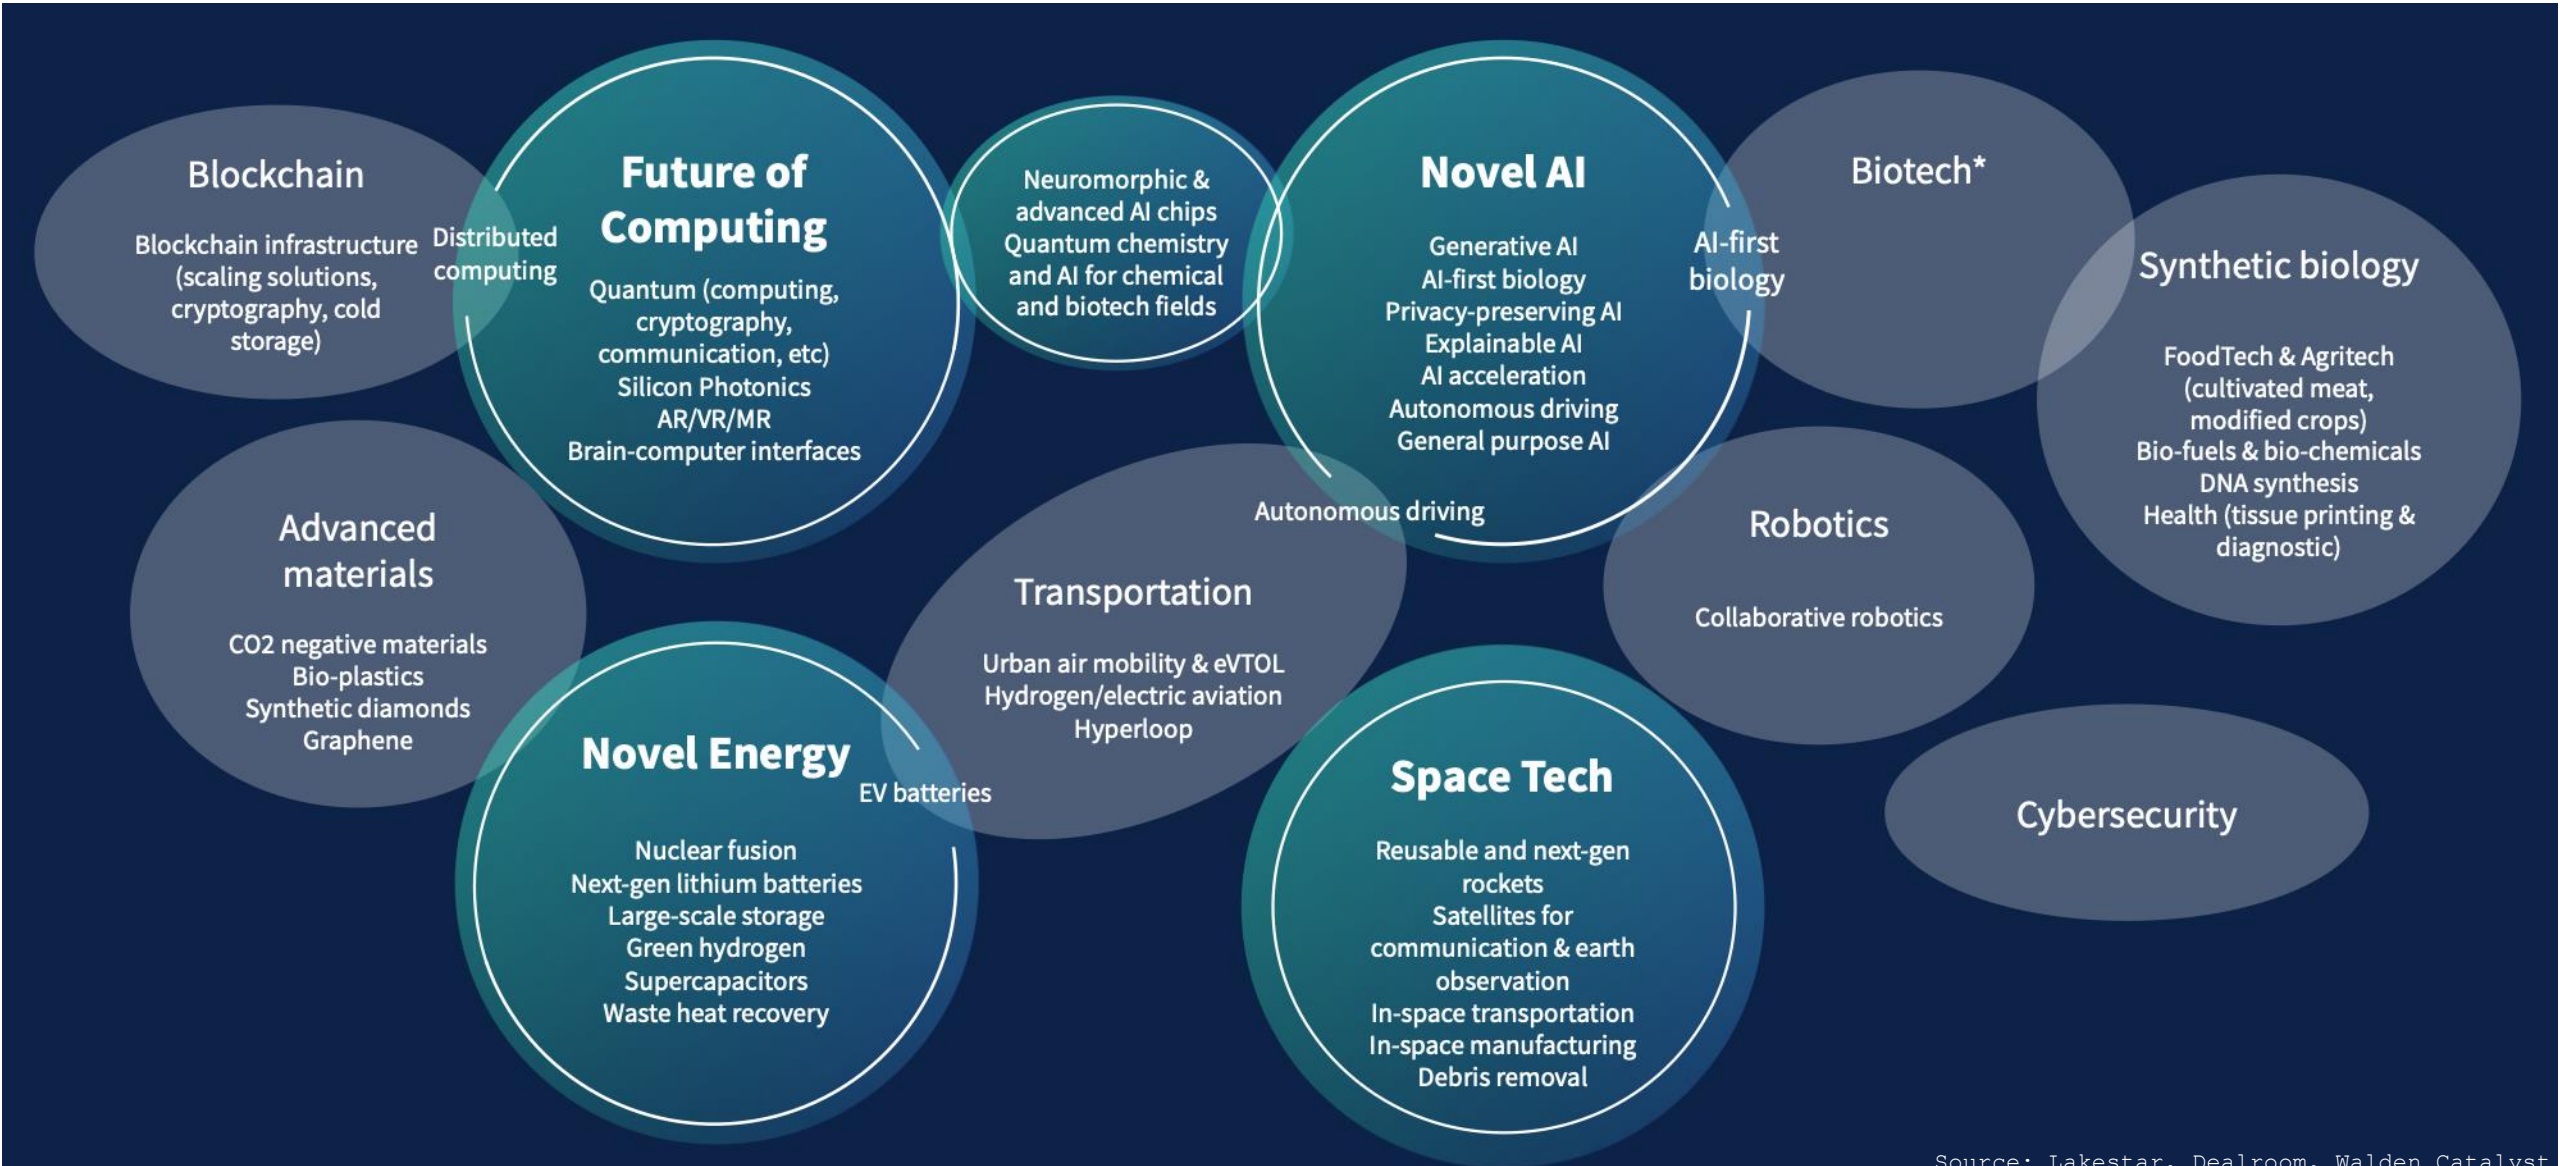 Blockchain
Blockchain infrastructure
(scaling solutions,
cryptography, cold
storage)
Distributed
computing
Future of
Computing
Quantum (computing,
cryptography,
communication, etc)
Silicon Photonics
AR/VR/MR
Brain-computer interfaces
Neuromorphic &
advanced AI chips
Quantum chemistry
and AI for chemical
and biotech fields
Novel AI
Generative AI
AI-first biology
Privacy-preserving AI
Explainable AI
AI acceleration
Autonomous driving
General purpose AI
AI-first
biology
Biotech*
Synthetic biology
FoodTech & Agritech
(cultivated meat,
modified crops)
Bio-fuels & bio-chemicals
DNA synthesis
Health (tissue printing &
diagnostic)
Advanced
materials
CO2 negative materials
Bio-plastics
Synthetic diamonds
Graphene
Autonomous driving
Transportation
Urban air mobility & eVTOL
Hydrogen/electric aviation
Hyperloop
Robotics
Collaborative robotics
Novel Energy
EV batteries
Nuclear fusion
Next-gen lithium batteries
Large-scale storage
Green hydrogen
Supercapacitors
Waste heat recovery
Space Tech
Reusable and next-gen
rockets
Satellites for
communication & earth
observation
In-space transportation
In-space manufacturing
Debris removal
Cybersecurity
Source: Lakestar, Dealroom, Walden Catalyst